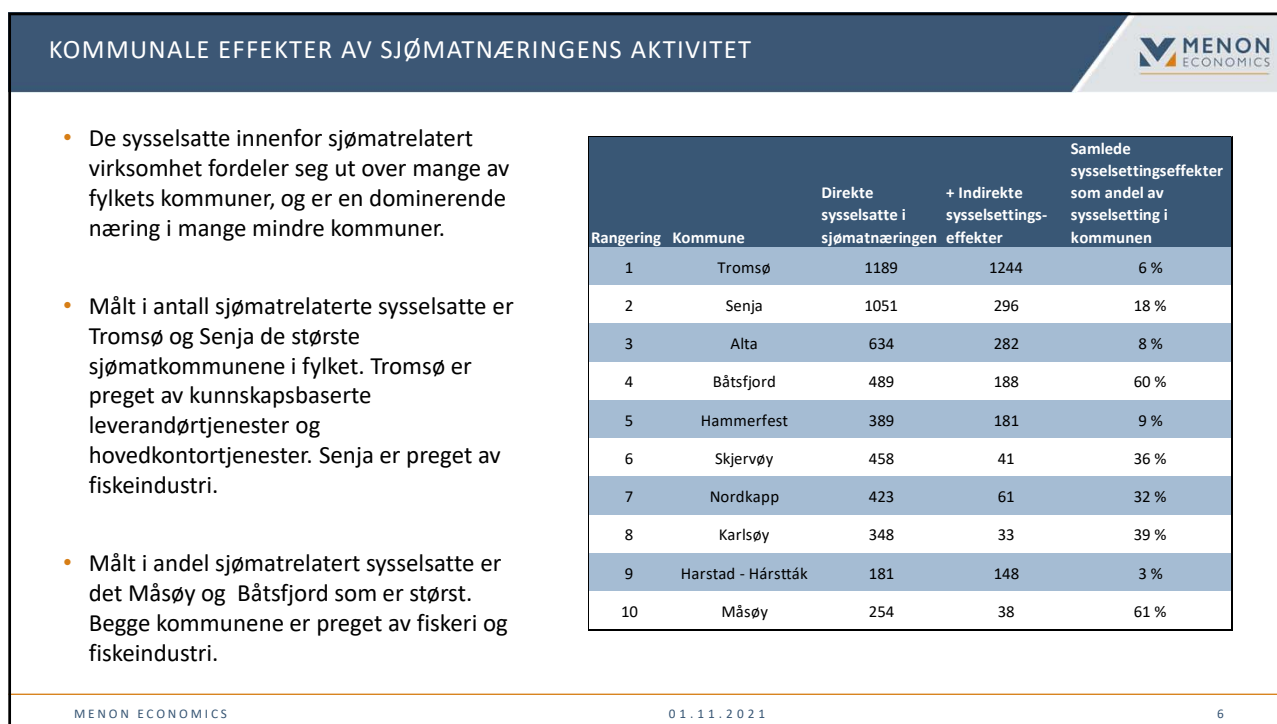 KOMMUNALE EFFEKTER AV SJØMATNÆRINGENS AKTIVITET
MENON
ECONOMICS
• De sysselsatte innenfor sjømatrelatert
virksomhet fordeler seg ut over mange av
fylkets kommuner, og er en dominerende
næring i mange mindre kommuner.
• Målt i antall sjømatrelaterte sysselsatte er
Tromsø og Senja de største
sjømatkommunene i fylket. Tromsø er
preget av kunnskapsbaserte
leverandørtjenester og
hovedkontortjenester. Senja er preget av
fiskeindustri.
• Målt i andel sjømatrelatert sysselsatte er
det Måsøy og Båtsfjord som er størst.
Begge kommunene er preget av fiskeri og
fiskeindustri.
Samlede
sysselsettingseffekter
Direkte + Indirekte som andel av
sysselsatte i sysselsettings- sysselsetting i
Rangering Kommune sjømatnæringen effekter kommunen
1 Tromsø 1189 1244 6 %
2 Senja 1051 296 18 %
3 Alta 634 282 8 %
4 Båtsfjord 489 188 60 %
5 Hammerfest 389 181 9 %
6 Skjervøy 458 41 36 %
7 Nordkapp 423 61 32 %
8 Karlsøy 348 33 39 %
9 Harstad - Hárstták 181 148 3 %
10 Måsøy 254 38 61 %
MENON ECONOMICS 01.11.2021 6